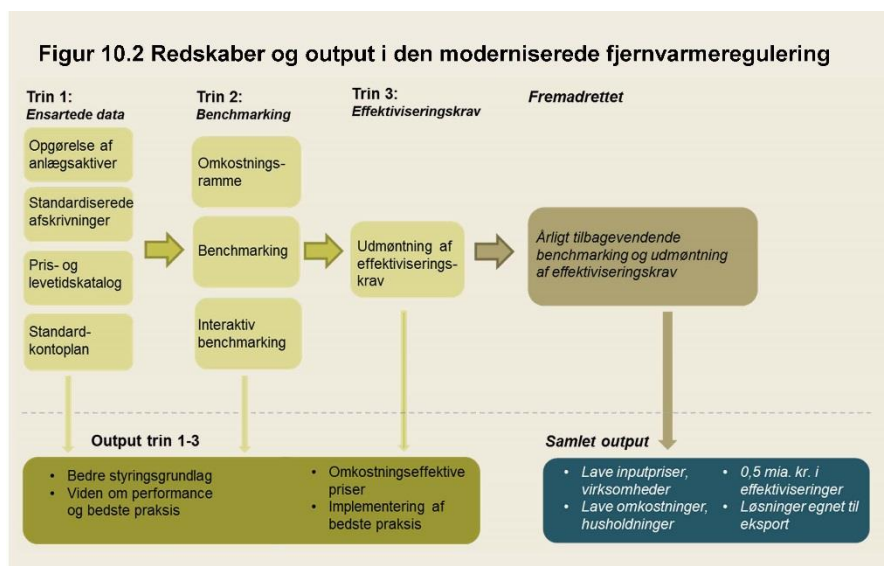 Figur 10.2 Redskaber og output i den moderniserede fjernvarmeregulering
Trin 1:
Ensartede data
Opgørelse af
anlægsaktiver
Standardiserede
afskrivninger
Pris- og
levetidskatalog
Standard-
kontoplan
Trin 2:
Benchmarking
Omkostnings-
ramme
Benchmarking
Interaktiv
benchmarking
Trin 3:
Effektiviseringskrav
Udmøntning af
effektiviserings-
krav
Fremadrettet
Årligt tilbagevendende
benchmarking og udmøntning
af effektiviseringskrav
Output trin 1-3
• Bedre styringsgrundlag
• Viden om performance
og bedste praksis
• Omkostningseffektive
priser
• Implementering af
bedste praksis
Samlet output
• Lave inputpriser,
virksomheder
• Lave omkostninger,
husholdninger
• 0,5 mia. kr. i
effektiviseringer
• Løsninger egnet til
eksport